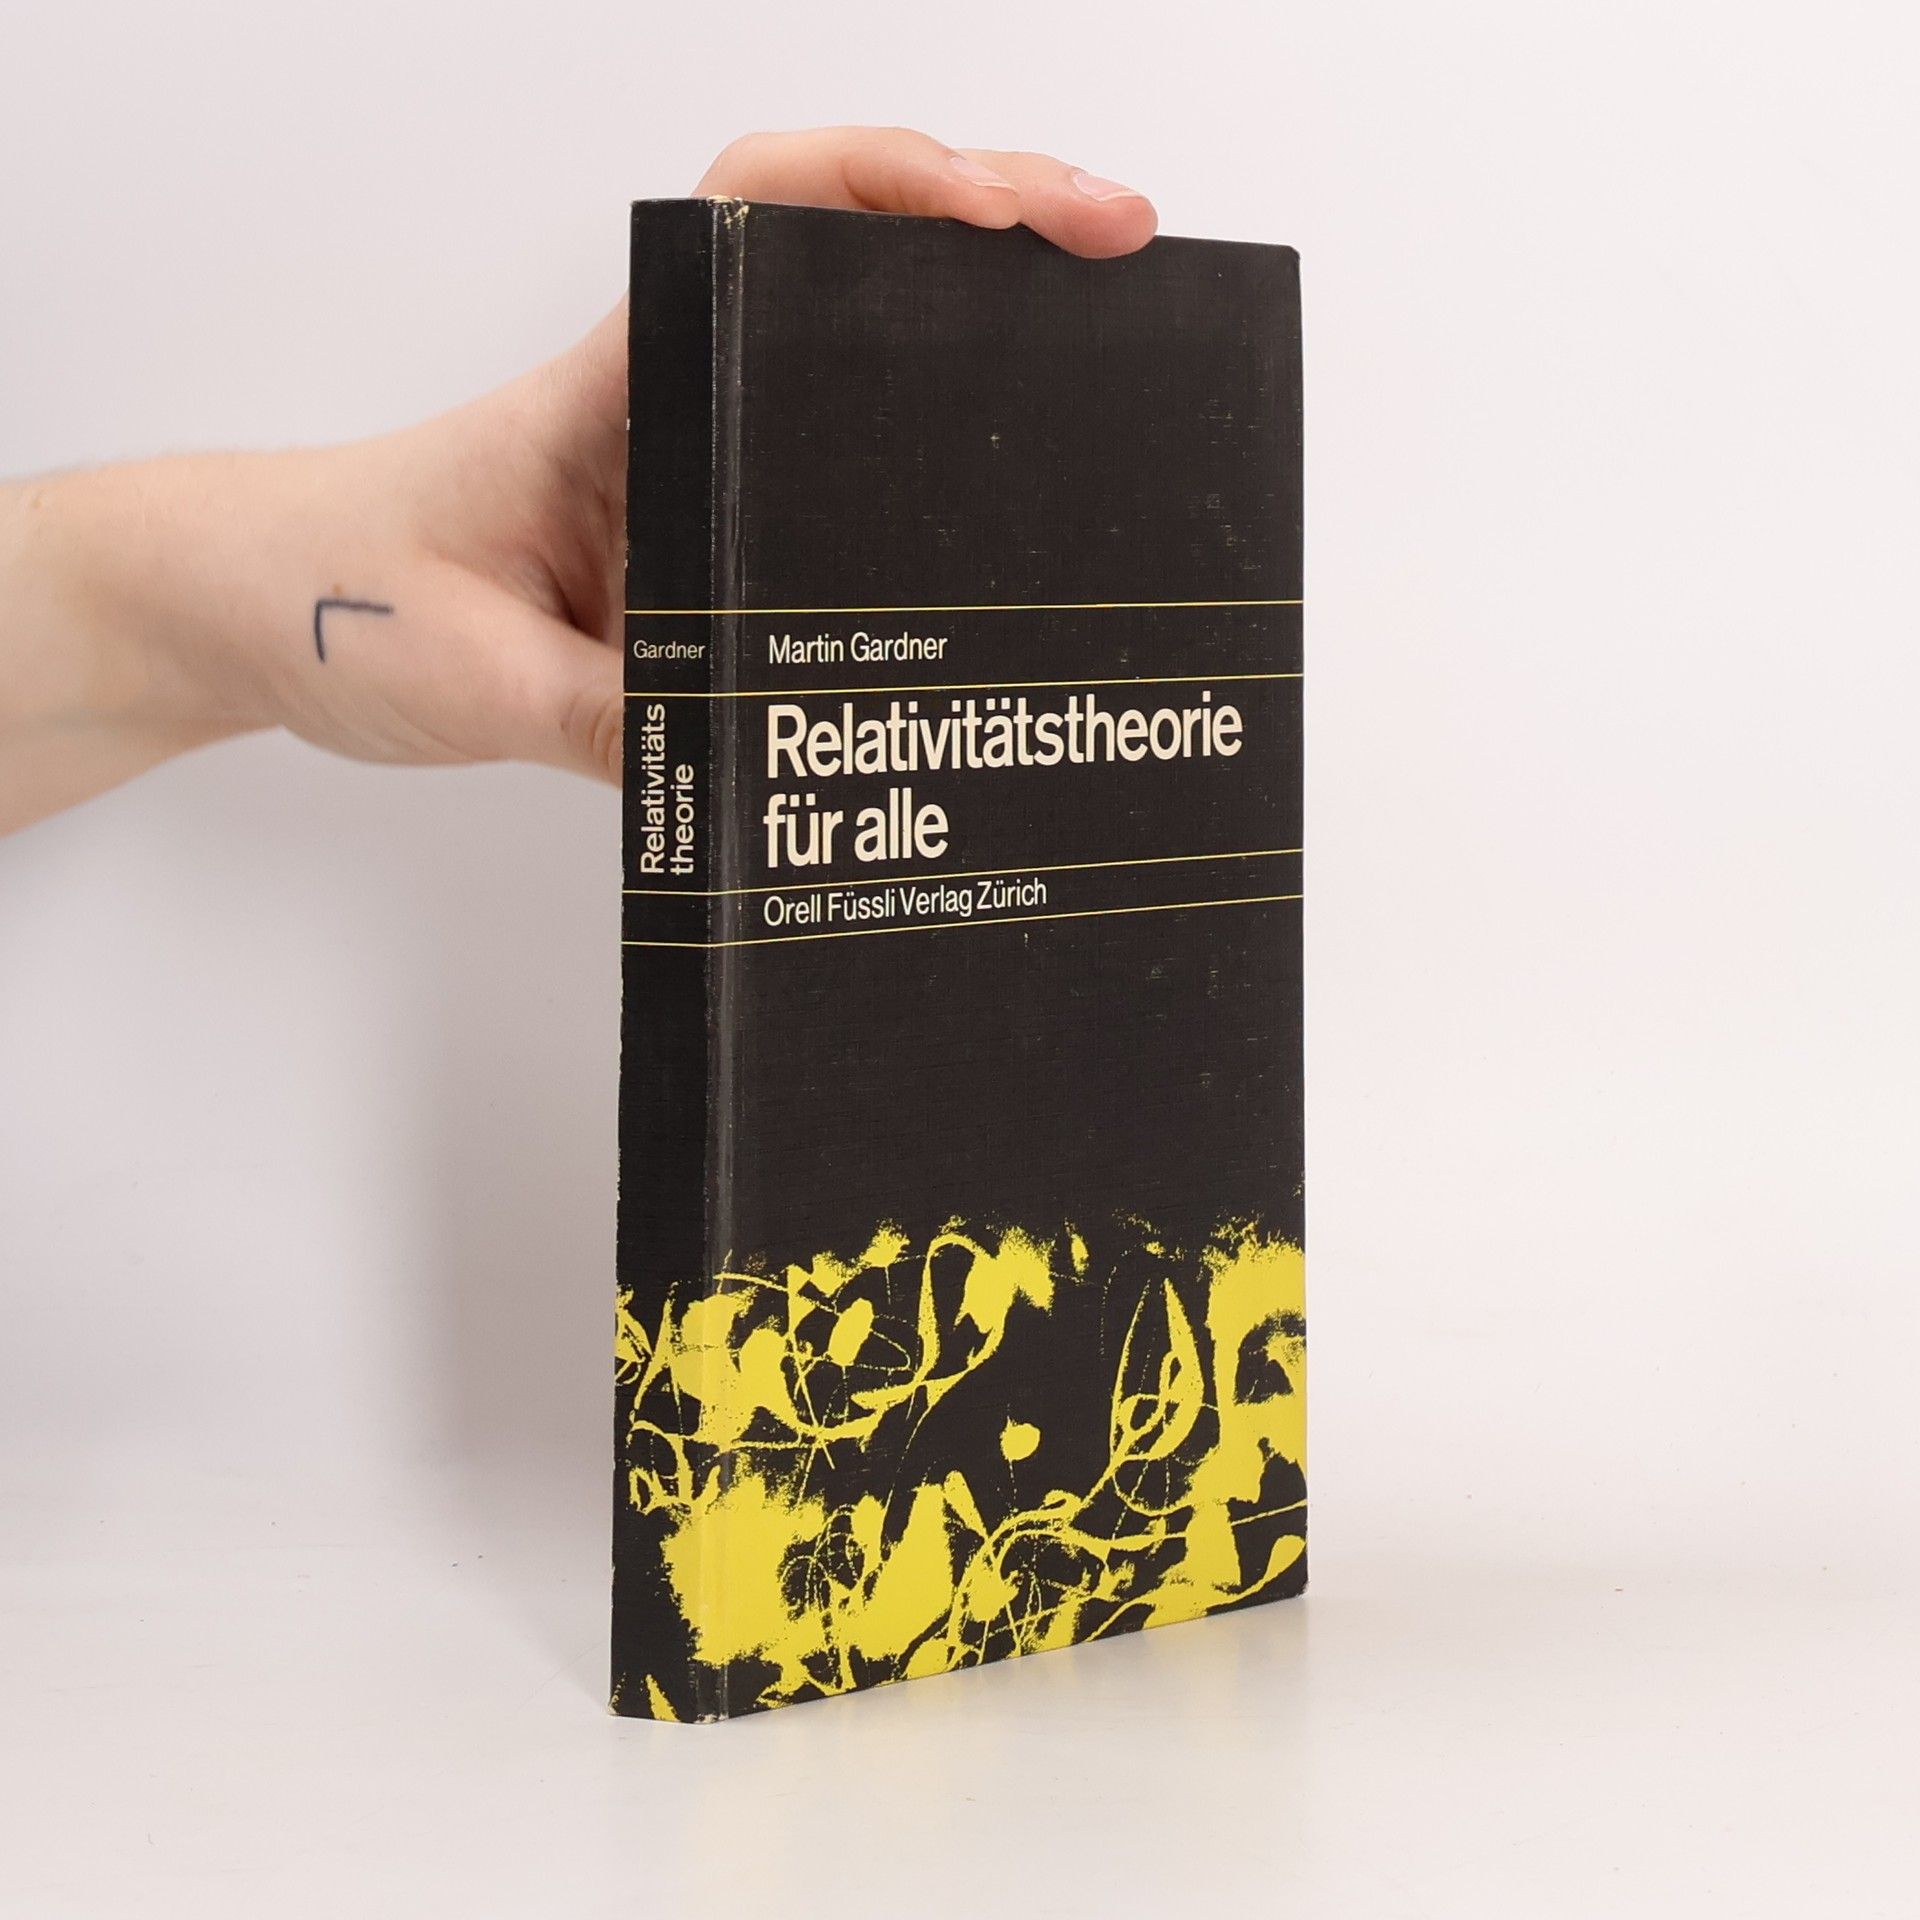 Gardner
Relativitäts
theorie
Martin Gardner
Relativitätstheorie
für alle
Orell Füssli Verlag Zürich